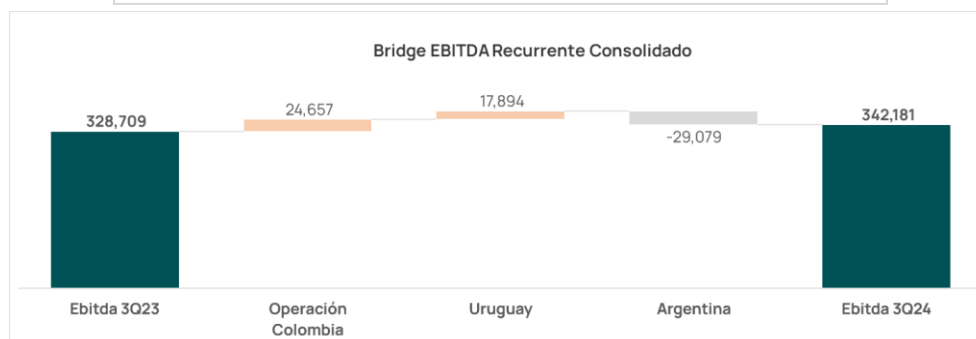 Bridge EBITDA Recurrente Consolidado
328,709
24,657
17,894
-29,079
342,181
Ebitda 3Q23
Operación
Colombia
Uruguay
Argentina
Ebitda 3Q24